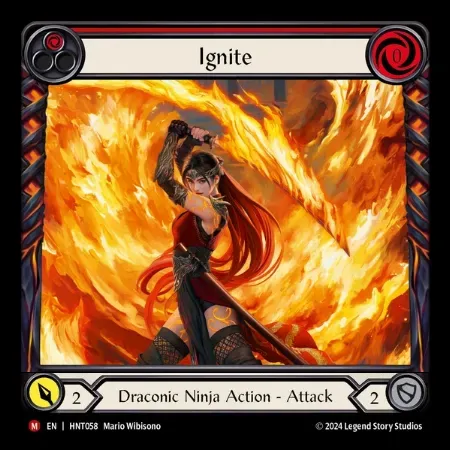 Ignite
0
2 Draconic Ninja Action - Attack 2
M EN | HNT058 Mario Wibisono © 2024 Legend Story Studios